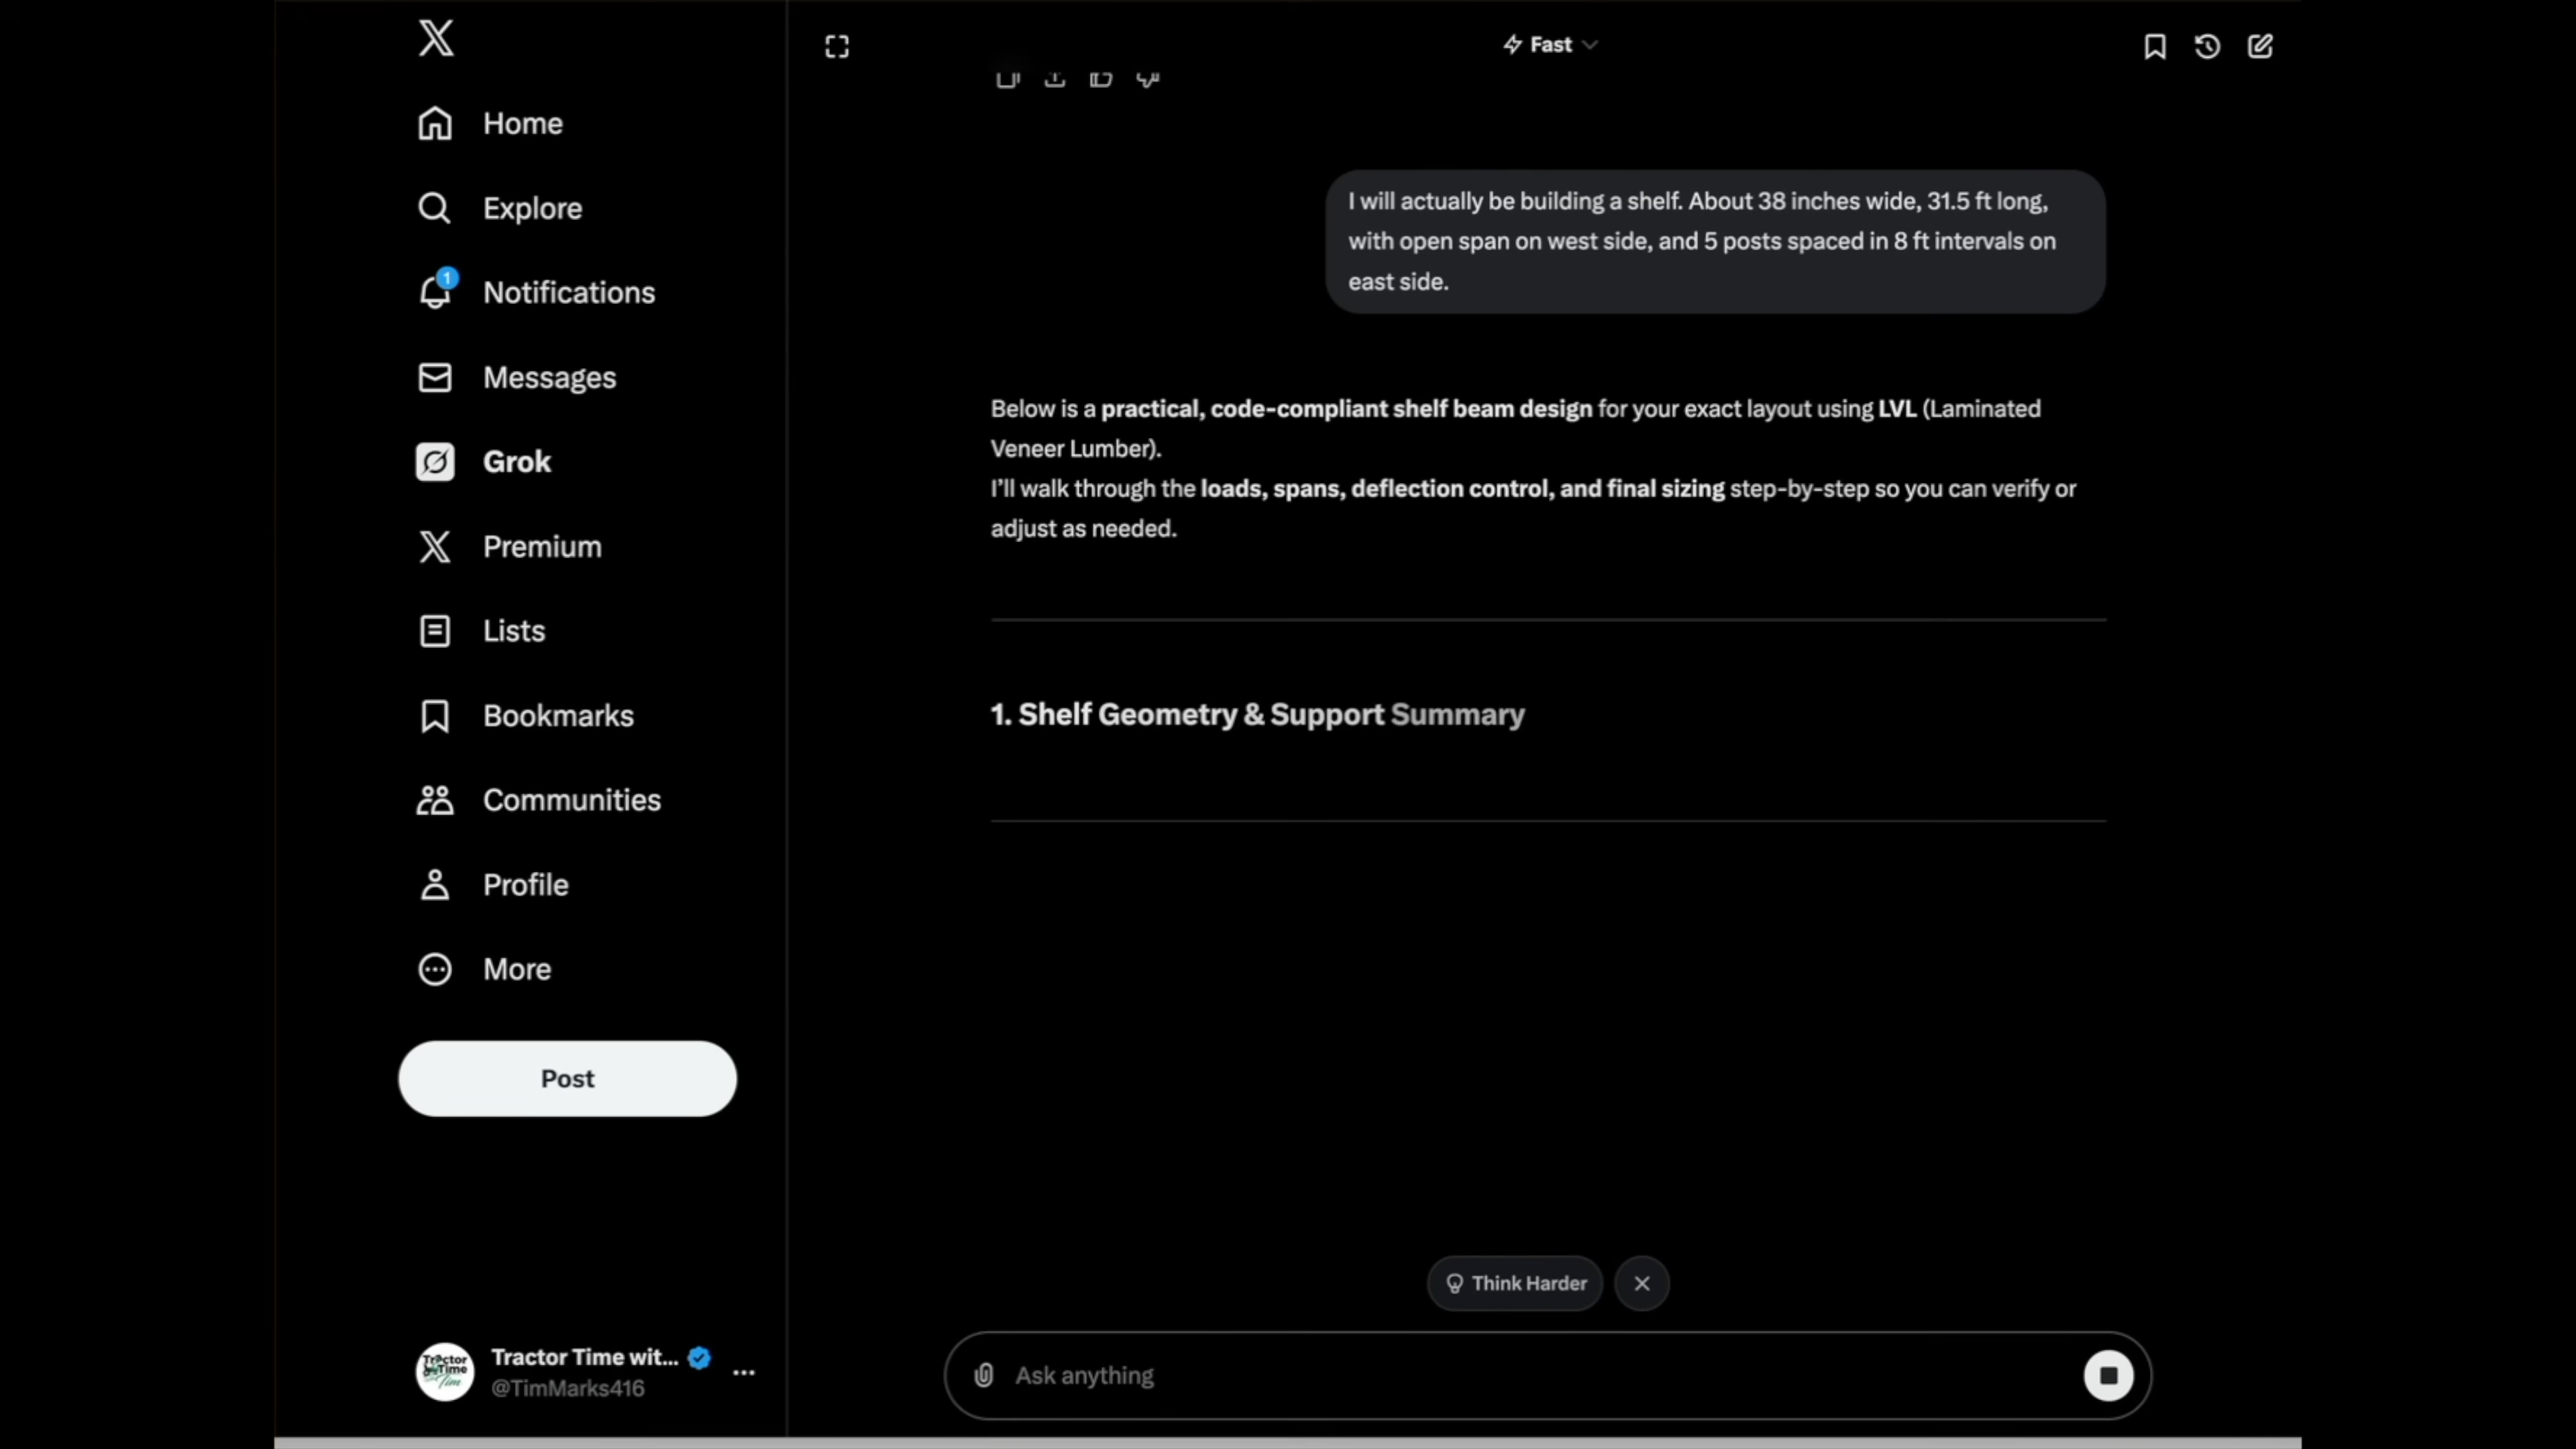 Home
Explore
1
Notifications
Messages
Grok
Premium
Lists
Bookmarks
Communities
Profile
More
Post
Tractor Time wit...
@TimMarks416
Tractor
Time
Tim
Fast
I will actually be building a shelf. About 38 inches wide, 31.5 ft long,
with open span on west side, and 5 posts spaced in 8 ft intervals on
east side.
Below is a practical, code-compliant shelf beam design for your exact layout using LVL (Laminated
Veneer Lumber).
I'll walk through the loads, spans, deflection control, and final sizing step-by-step so you can verify or
adjust as needed.
1. Shelf Geometry & Support Summary
Think Harder
Ask anything